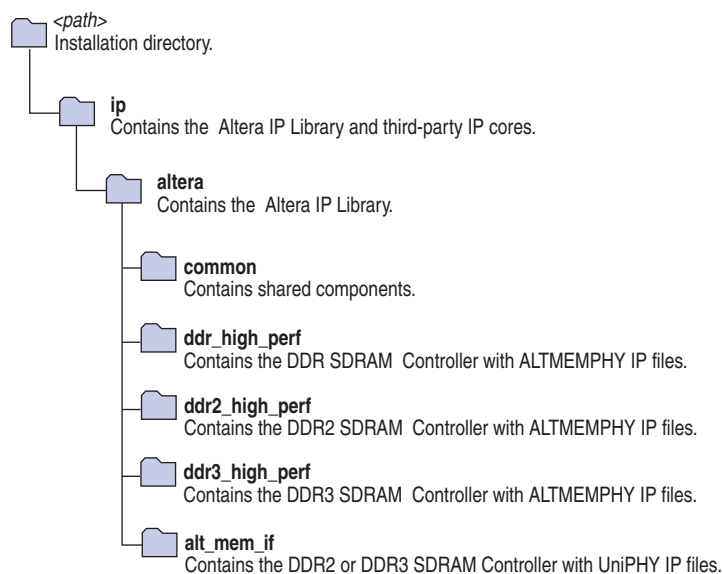 <path>
Installation directory.
ip
Contains the Altera IP Library and third-party IP cores.
altera
Contains the Altera IP Library.
common
Contains shared components.
ddr_high_perf
Contains the DDR SDRAM Controller with ALTMEMPHY IP files.
ddr2_high_perf
Contains the DDR2 SDRAM Controller with ALTMEMPHY IP files.
ddr3_high_perf
Contains the DDR3 SDRAM Controller with ALTMEMPHY IP files.
alt_mem_if
Contains the DDR2 or DDR3 SDRAM Controller with UniPHY IP files.